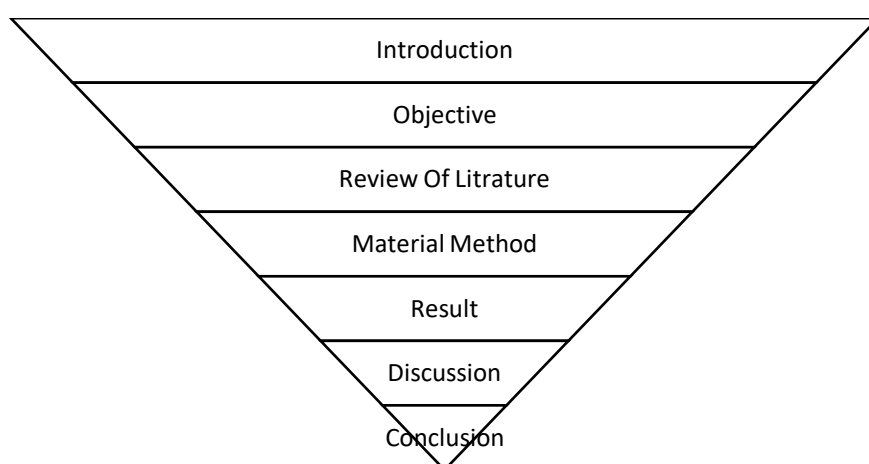 Introduction
Objective
Review Of Litrature
Material Method
Result
Discussion
Conclusion